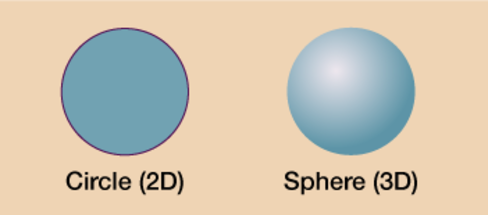 Circle (2D)
Sphere (3D)